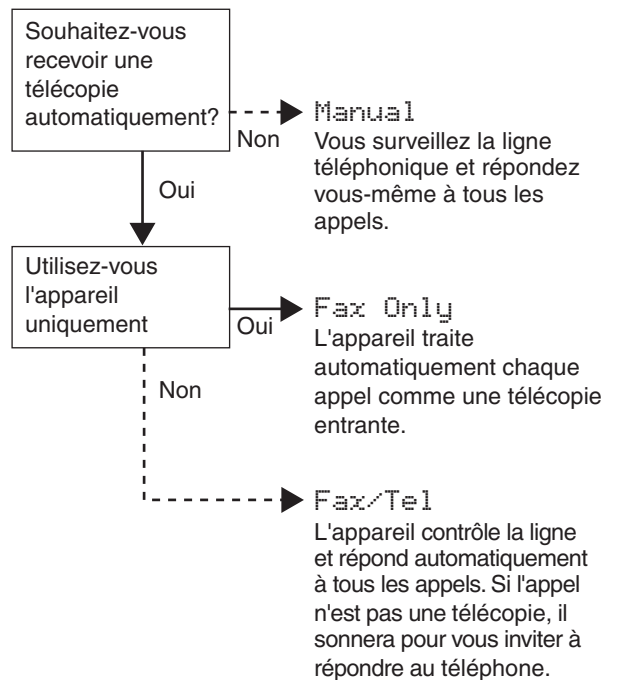 Souhaitez-vous
recevoir une
télécopie
automatiquement?
Non
Manual
Vous surveillez la ligne
téléphonique et répondez
vous-même à tous les
appels.
Oui
Utilisez-vous
l'appareil
uniquement
Oui
Fax Only
L'appareil traite
automatiquement chaque
appel comme une télécopie
entrante.
Non
Fax/Tel
L'appareil contrôle la ligne
et répond automatiquement
à tous les appels. Si l'appel
n'est pas une télécopie, il
sonnera pour vous inviter à
répondre au téléphone.